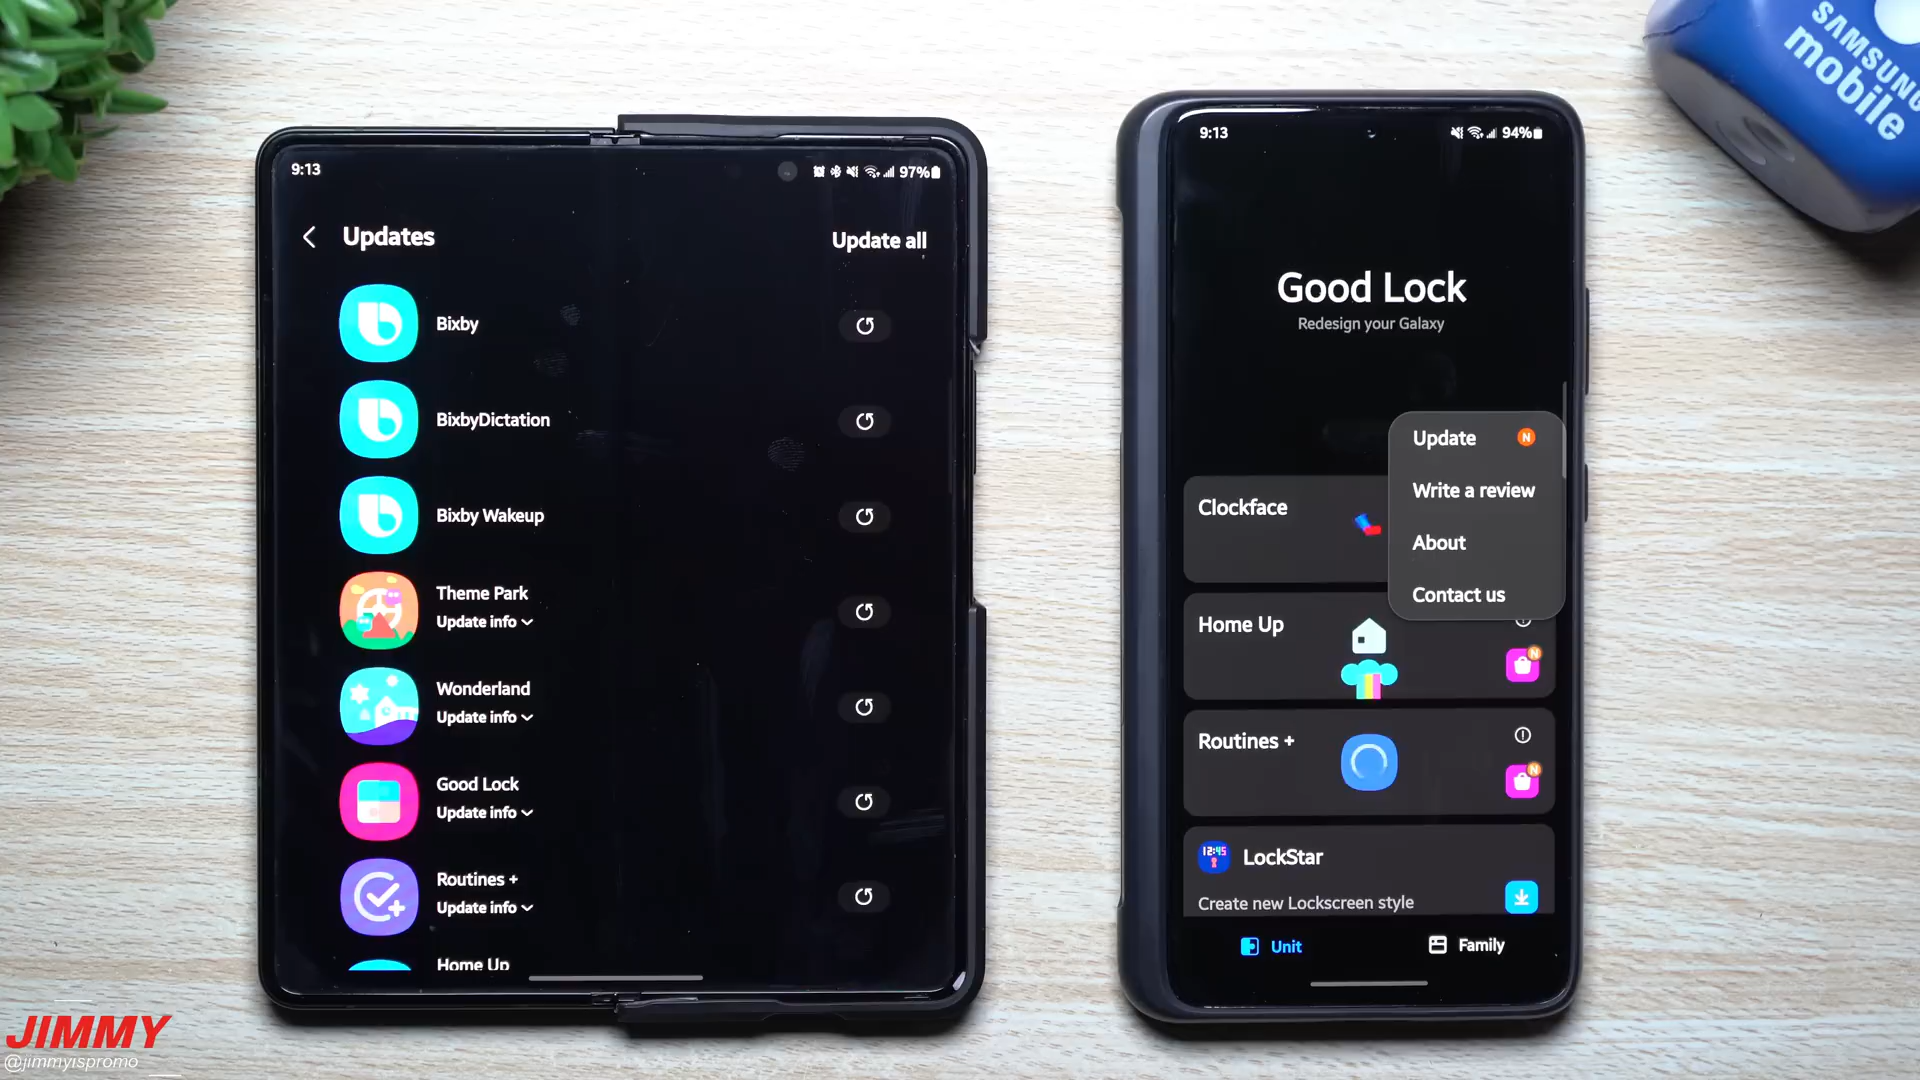 SAMSUNG
mobile
9:13
97%
Updates
Update all
Bixby
BixbyDictation
Bixby Wakeup
Theme Park
Update info
Wonderland
Update info
Good Lock
Update info
Routines +
Update info
Home Up
9:13
94%
Good Lock
Redesign your Galaxy
Update
N
Write a review
About
Contact us
Clockface
Home Up
N
Routines +
N
12:45
LockStar
Create new Lockscreen style
Unit
Family
JIMMY
@jimmyispromo